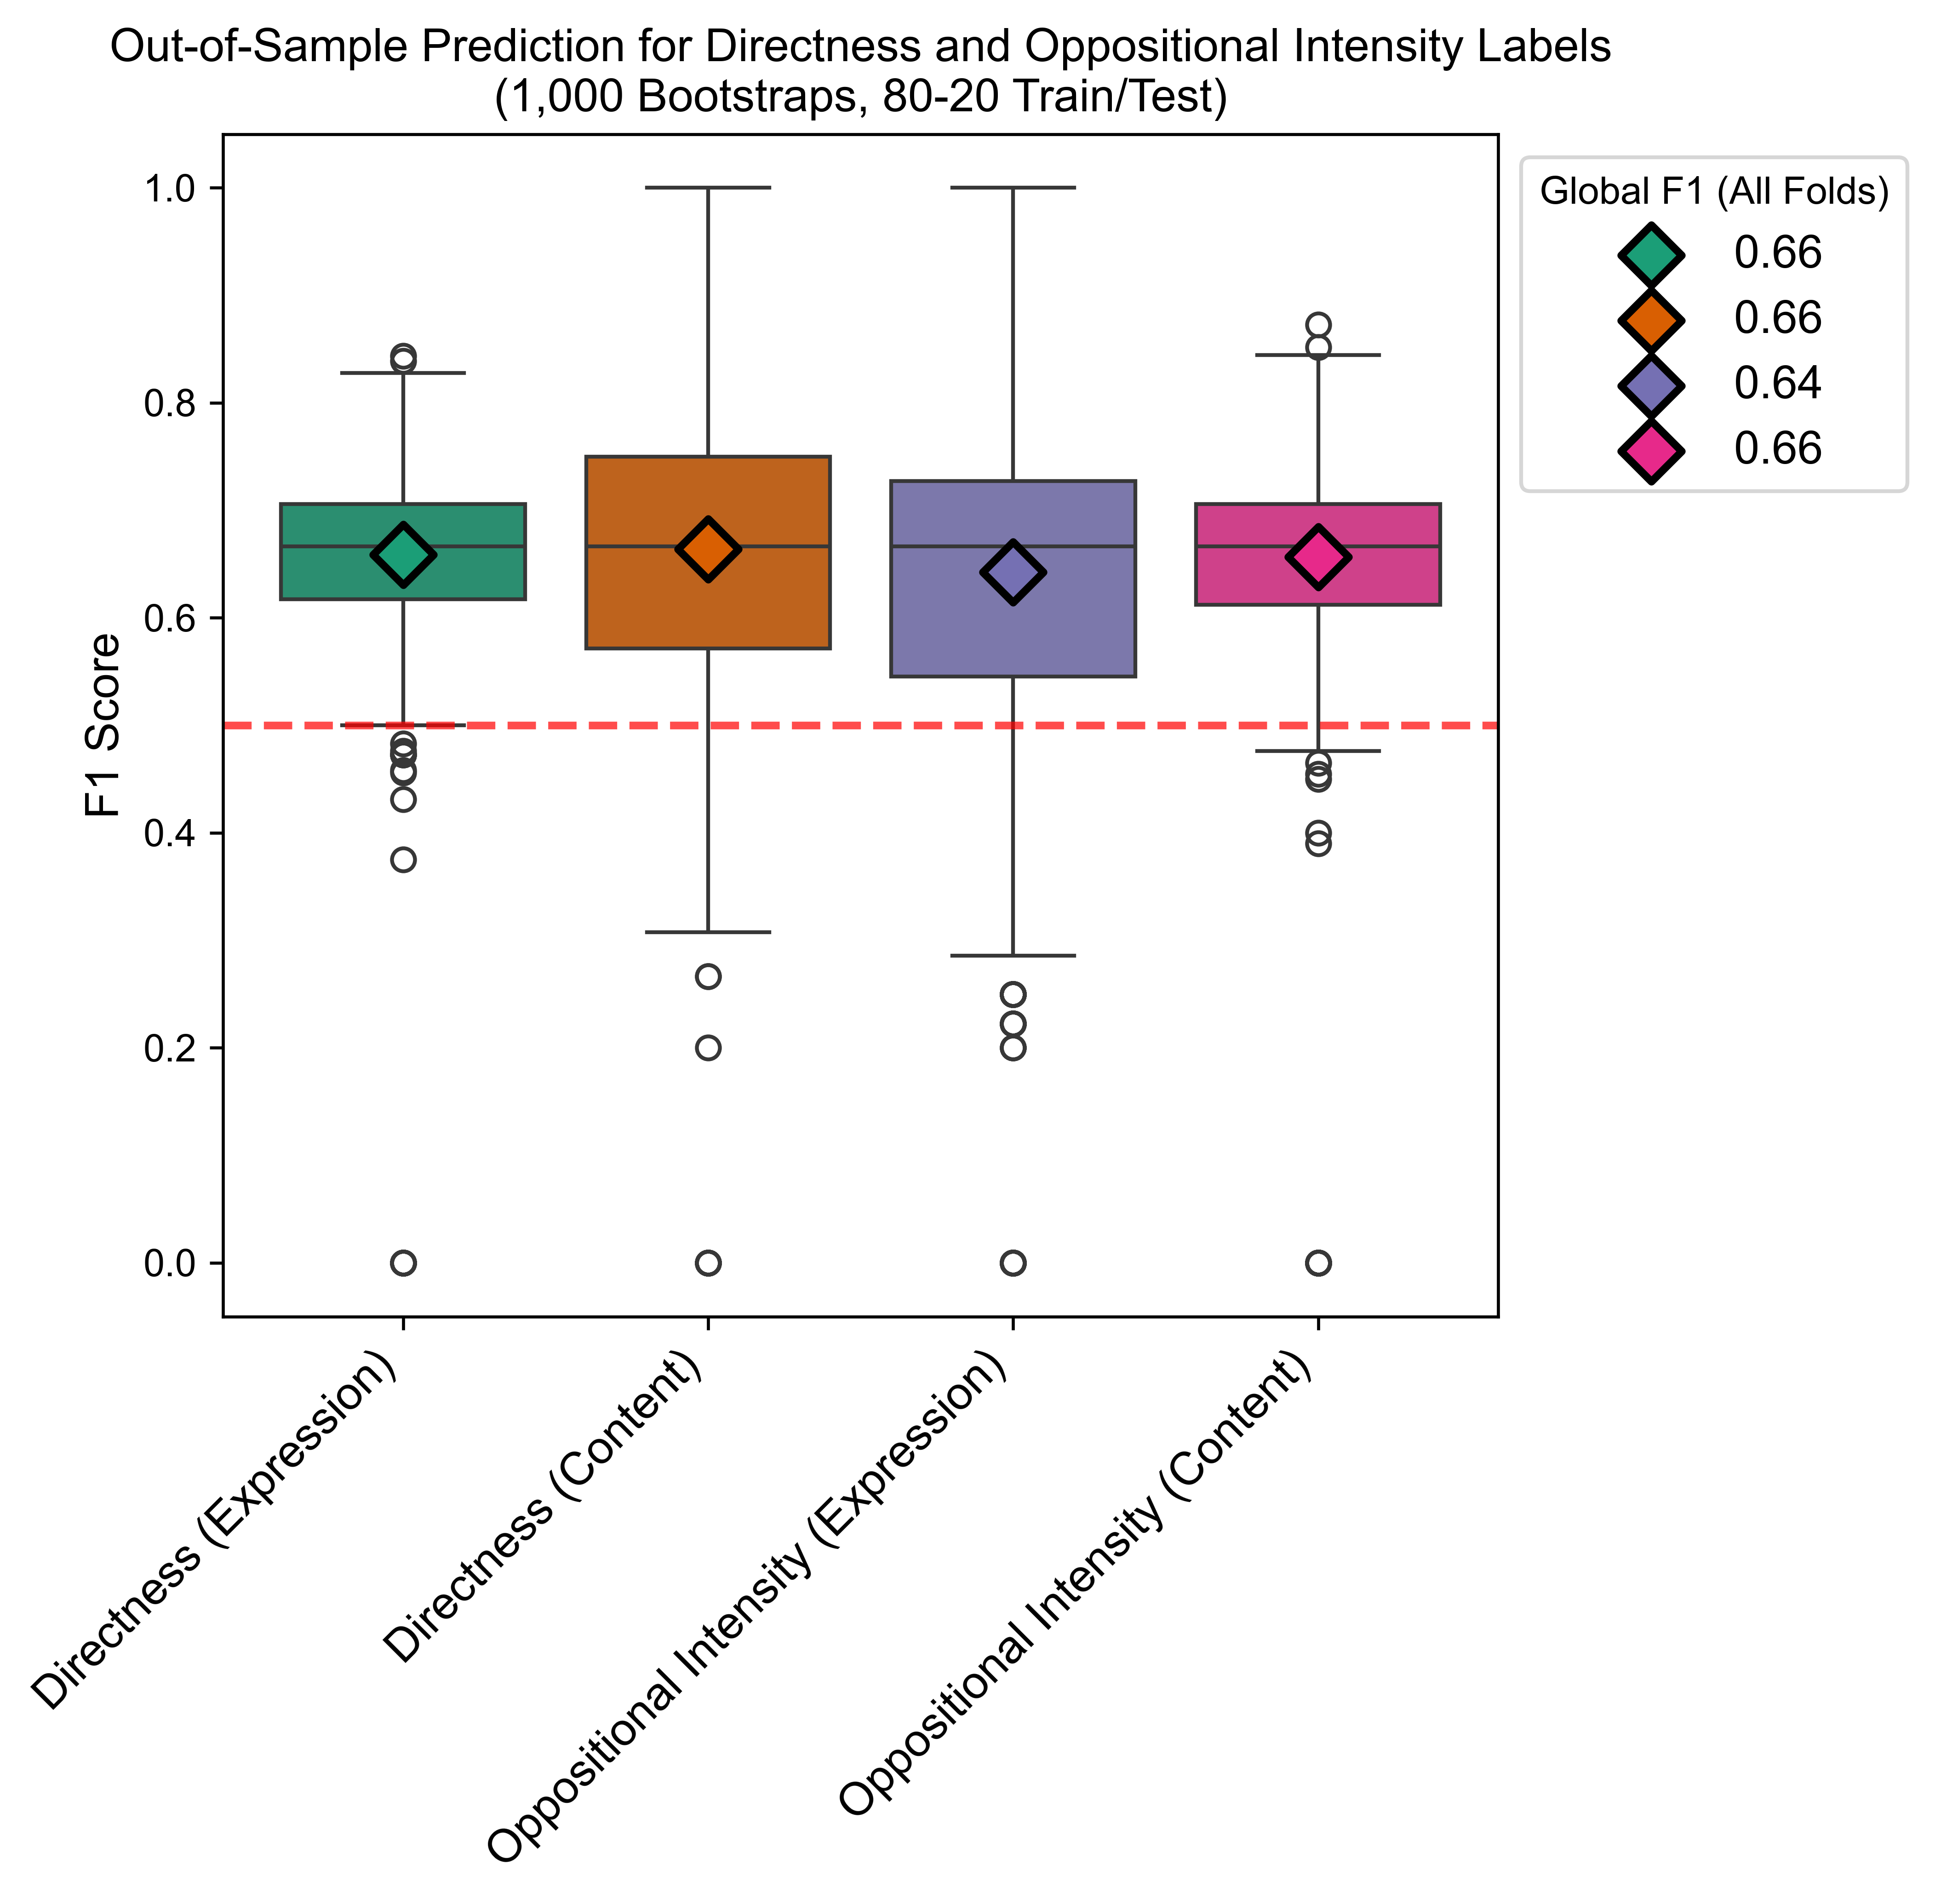 Out-of-Sample Prediction for Directness and Oppositional Intensity Labels
(1,000 Bootstraps, 80-20 Train/Test)
Global F1 (All Folds)
0.66
0.66
0.64
0.66
F1 Score
1.0
0.8
0.6
0.4
0.2
0.0
Directness (Expression)
Directness (Content)
Oppositional Intensity (Expression)
Oppositional Intensity (Content)